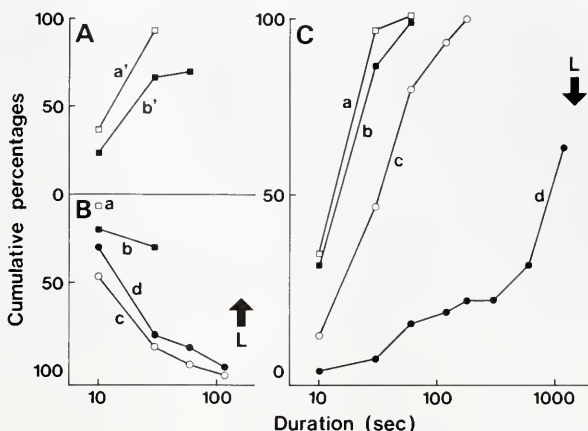 A
100
a'
50
b'
0
B
a
b
50
d
c
L
100
10
100
Cumulative percentages
C
100
a
b
c
L
50
d
0
10
100
1000
Duration (sec)